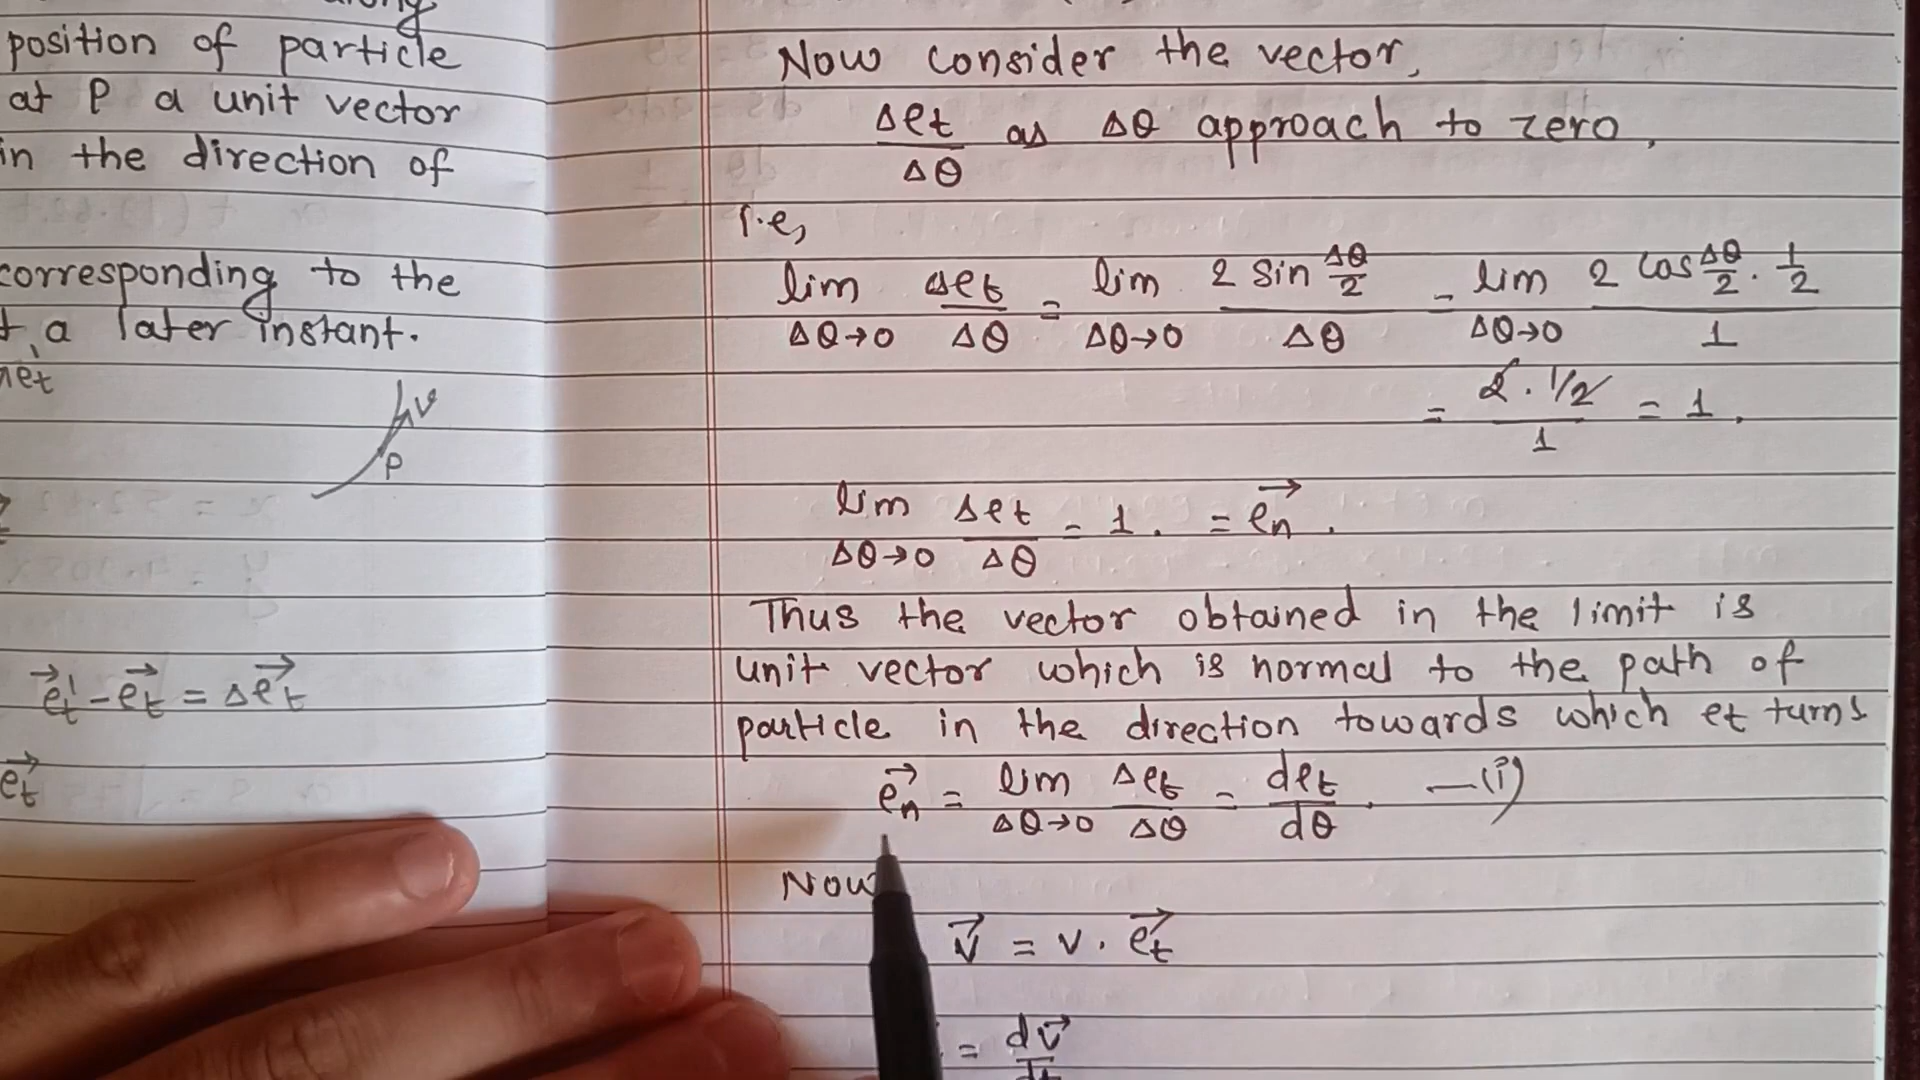 position of particle
at P a unit vector
in the direction of
corresponding to the
a later instant.
et
v
P
e⃗t' - e⃗t = Δe⃗t
e⃗t
Now consider the vector,
Δet/Δθ as Δθ approach to zero,
i.e,
lim Δθ→0 Δet/Δθ = lim Δθ→0 2 sin Δθ/2 / Δθ = lim Δθ→0 2 cos Δθ/2 . 1/2 / 1
= 2 . 1/2 / 1 = 1.
lim Δθ→0 Δet/Δθ = 1. = e⃗n.
Thus the vector obtained in the limit is
unit vector which is normal to the path of
particle in the direction towards which et turns
e⃗n = lim Δθ→0 Δet/Δθ = det/dθ. —(i)
Now
v⃗ = v . e⃗t
= dv⃗